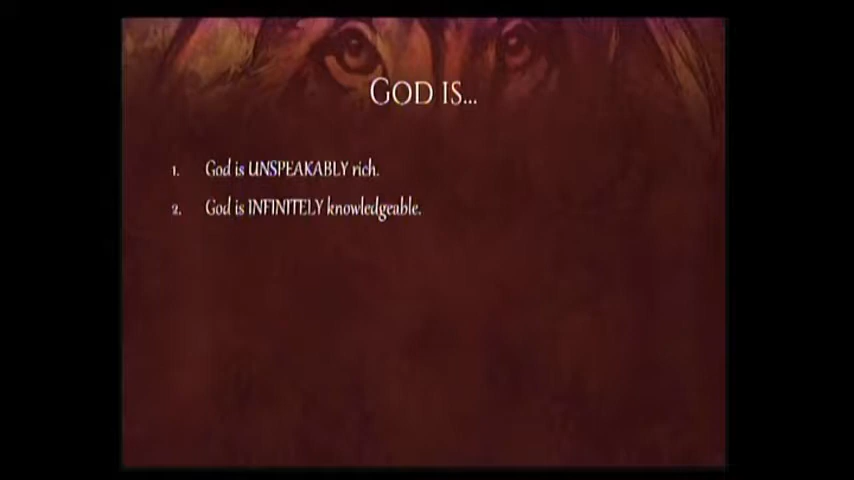 GOD IS...
1. God is UNSPEAKABLY rich.
2. God is INFINITELY knowledgeable.